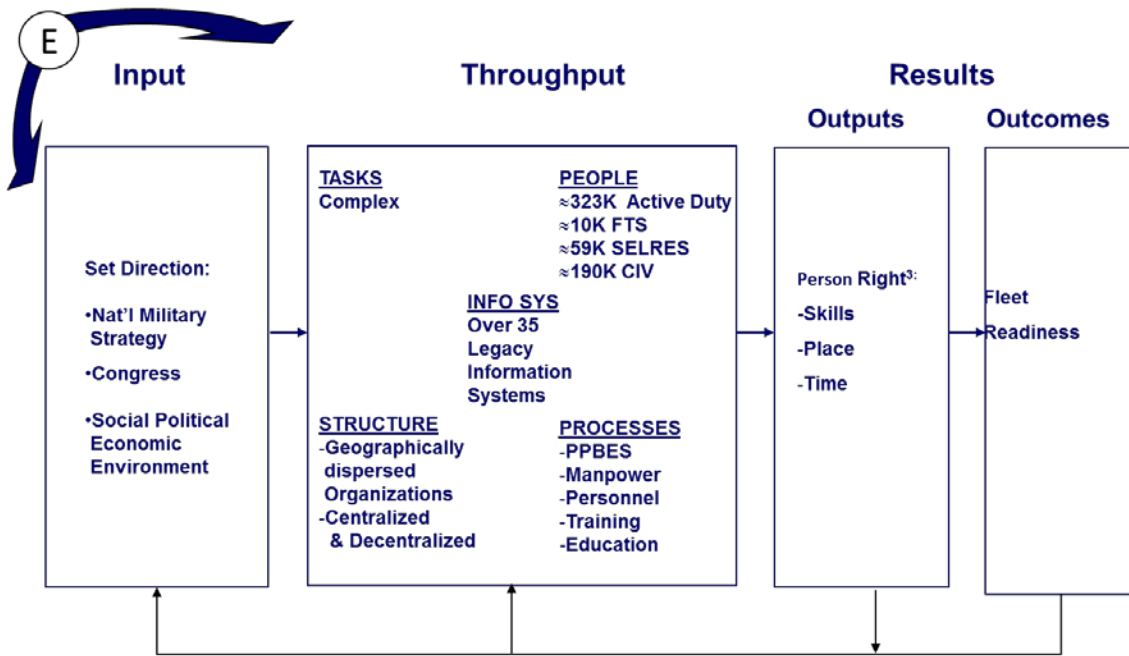 E
Input
Throughput
Results
Outputs
Outcomes
Set Direction:
•Nat'l Military
Strategy
•Congress
•Social Political
Economic
Environment
TASKS
Complex
PEOPLE
≈323K Active Duty
≈10K FTS
≈59K SELRES
≈190K CIV
INFO SYS
Over 35
Legacy
Information
Systems
STRUCTURE
-Geographically
dispersed
Organizations
-Centralized
& Decentralized
PROCESSES
-PPBES
-Manpower
-Personnel
-Training
-Education
Person Right³:
-Skills
-Place
-Time
Fleet
Readiness